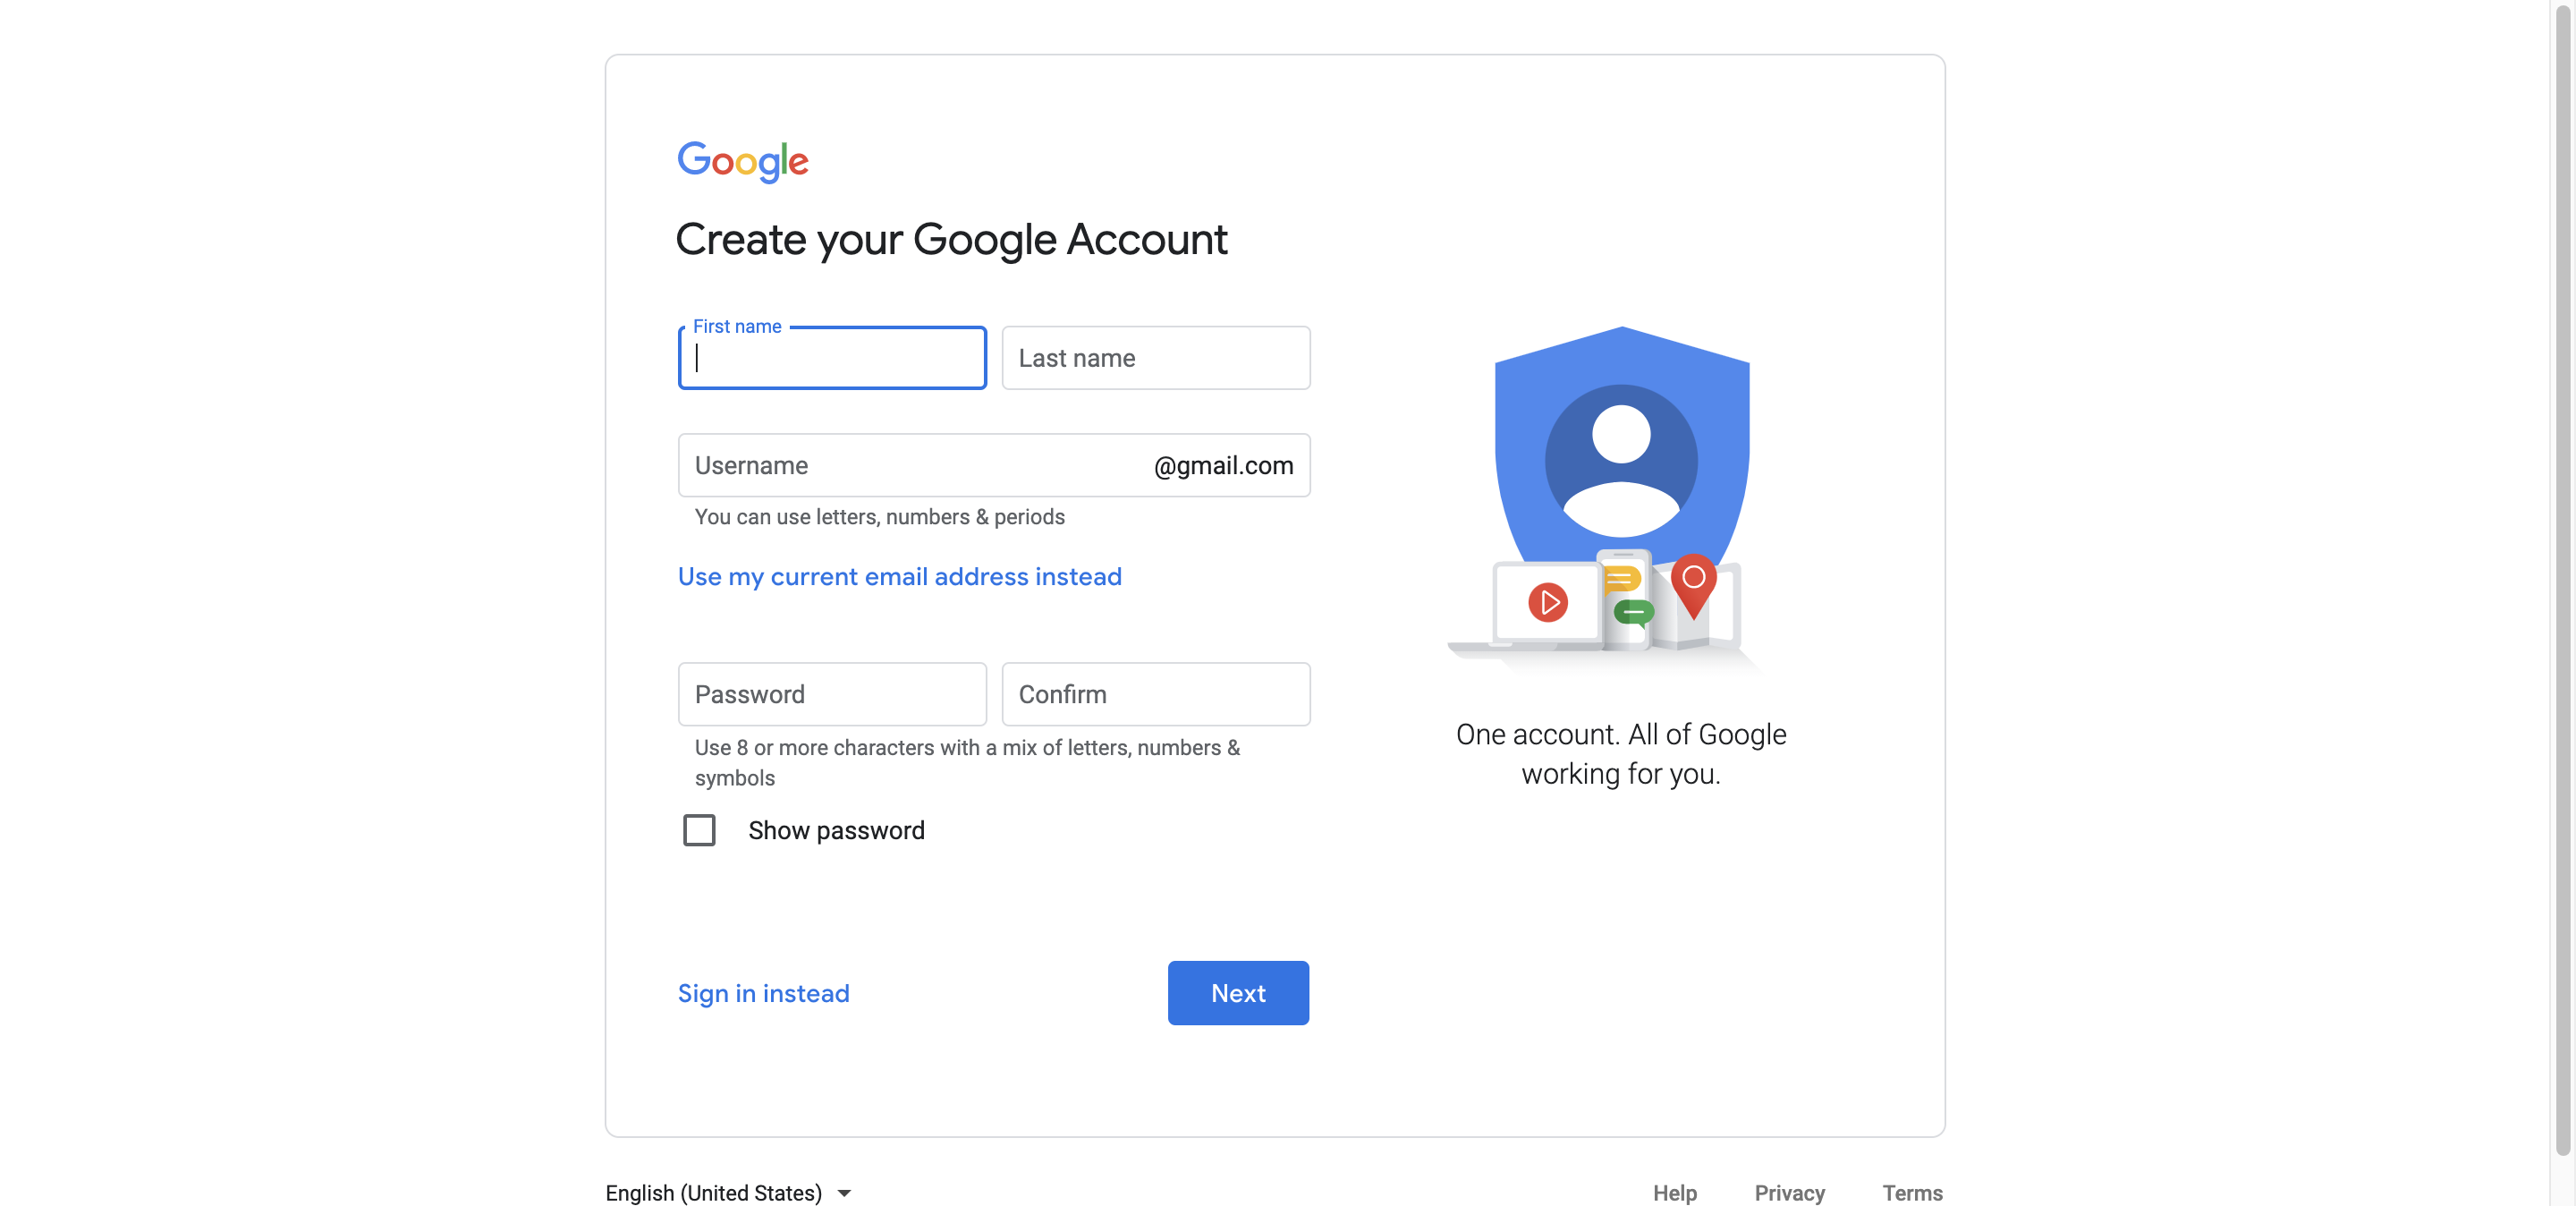 Google
Create your Google Account
First name
Last name
Username @gmail.com
You can use letters, numbers & periods
Use my current email address instead
Password Confirm
Use 8 or more characters with a mix of letters, numbers &
symbols
Show password
Sign in instead Next
One account. All of Google
working for you.
English (United States) Help Privacy Terms